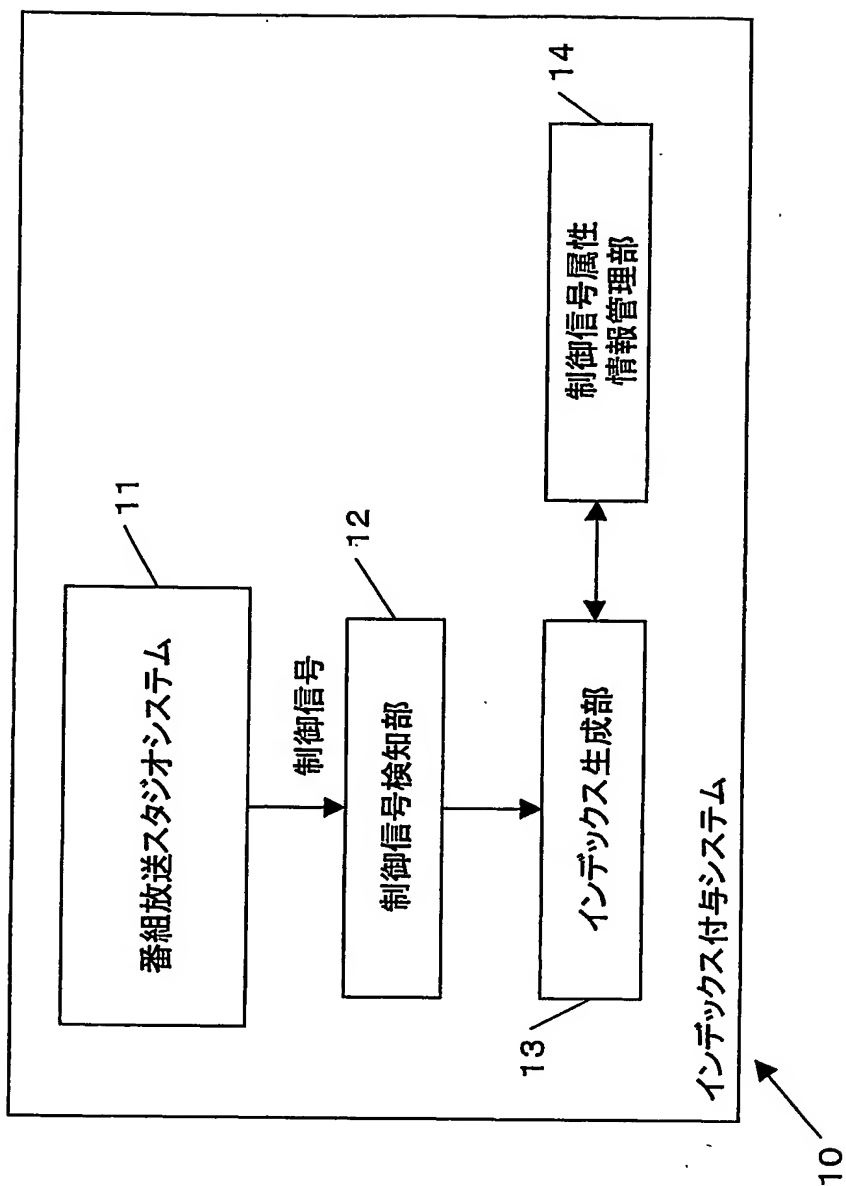 番組放送スタジオシステム
11
制御信号
制御信号検知部
12
インデックス生成部
13
制御信号属性
情報管理部
14
インデックス付与システム
10